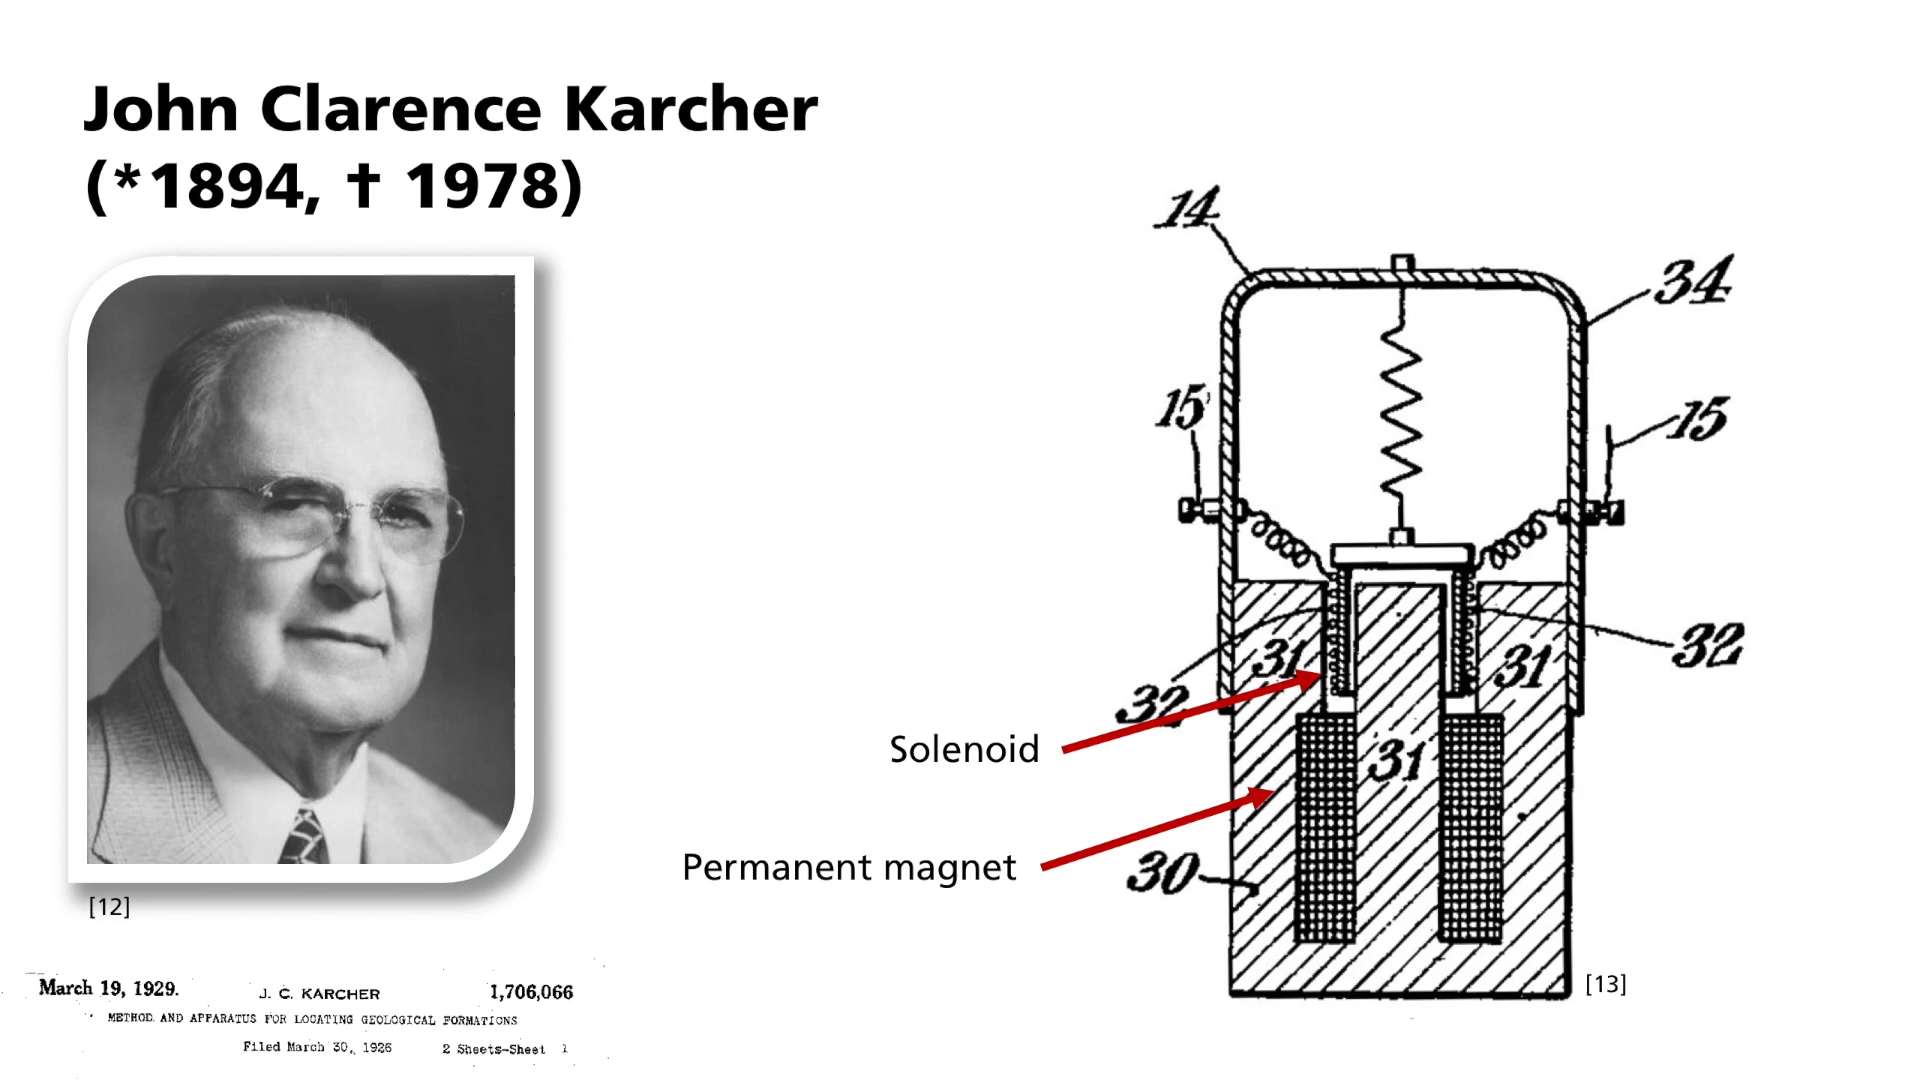 John Clarence Karcher
(*1894, † 1978)
14
34
15
15
31
31
32
32
Solenoid
31
Permanent magnet
30
[12]
[13]
March 19, 1929. J. C. KARCHER 1,706,066
METHOD AND APPARATUS FOR LOCATING GEOLOGICAL FORMATIONS
Filed March 30, 1926 2 Sheets-Sheet 1